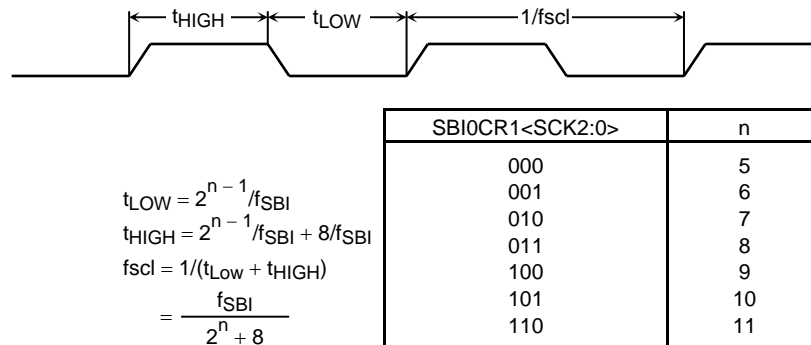 tHIGH tLOW 1/fscl
SBI0CR1<SCK2:0> n
000 5
001 6
010 7
011 8
100 9
101 10
110 11
tLOW = 2^n − 1/fSBI
tHIGH = 2^n − 1/fSBI + 8/fSBI
fscl = 1/(tLow + tHIGH)
= fSBI
2^n + 8